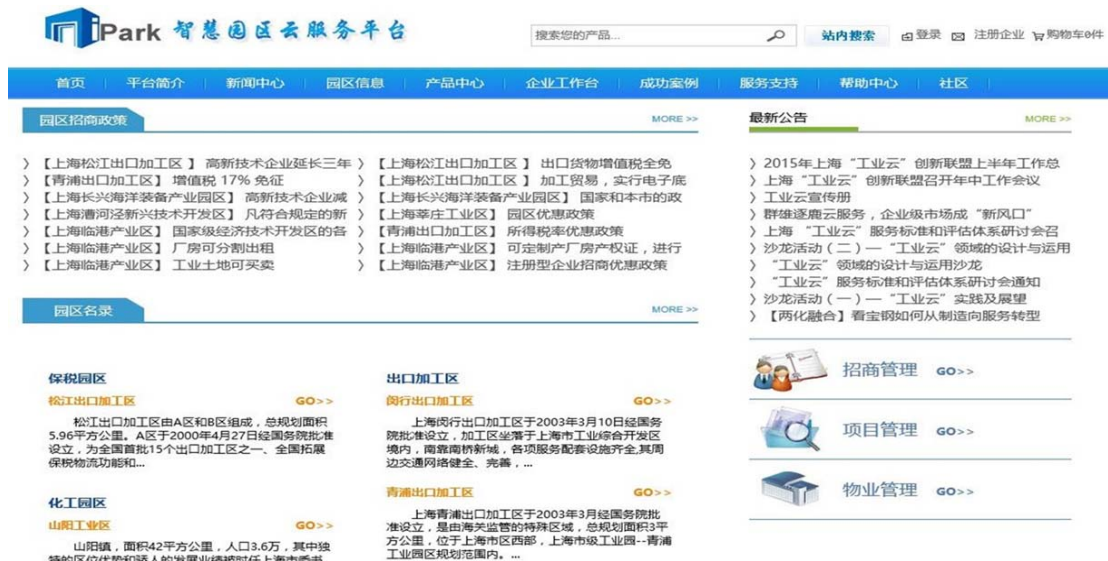 iPark 智慧园区云服务平台
搜索您的产品...
站内搜索
登录 注册企业 购物车0件
首页 平台简介 新闻中心 园区信息 产品中心 企业工作台 成功案例 服务支持 帮助中心 社区
园区招商政策 MORE >>
》【上海松江出口加工区 】 高新技术企业延长三年
》【青浦出口加工区】 增值税 17% 免征
》【上海长兴海洋装备产业园区】 高新技术企业减
》【上海漕河泾新兴技术开发区】 凡符合规定的新
》【上海临港产业区】 国家级经济技术开发区的各
》【上海临港产业区】 厂房可分割出租
》【上海临港产业区】 工业土地可买卖
》【上海松江出口加工区 】 出口货物增值税全免
》【上海松江出口加工区 】 加工贸易，实行电子底
》【上海长兴海洋装备产业园区】 国家和本市的政
》【上海莘庄工业区】 园区优惠政策
》【青浦出口加工区】 所得税率优惠政策
》【上海临港产业区】 可定制产厂房产权证，进行
》【上海临港产业区】 注册型企业招商优惠政策
最新公告 MORE >>
》2015年上海“工业云”创新联盟上半年工作总
》上海“工业云”创新联盟召开年中工作会议
》工业云宣传册
》群雄逐鹿云服务，企业级市场成“新风口”
》上海 “工业云”服务标准和评估体系研讨会召
》沙龙活动（二）—“工业云”领域的设计与运用
》“工业云”领域的设计与运用沙龙
》“工业云”服务标准和评估体系研讨会通知
》沙龙活动（一）—“工业云”实践及展望
》【两化融合】看宝钢如何从制造向服务转型
园区名录 MORE >>
保税园区
松江出口加工区 GO>>
松江出口加工区由A区和B区组成，总规划面积
5.96平方公里。A区于2000年4月27日经国务院批准
设立，为全国首批15个出口加工区之一、全国拓展
保税物流功能和...
化工园区
山阳工业区 GO>>
山阳镇，面积42平方公里，人口3.6万，其中独
特的区位优势和骄人的发展业绩被时任上海市委书
出口加工区
闵行出口加工区 GO>>
上海闵行出口加工区于2003年3月10日经国务
院批准设立，加工区坐落于上海市工业综合开发区
境内，南靠南桥新城，各项服务配套设施齐全,其周
边交通网络健全、完善，...
青浦出口加工区 GO>>
上海青浦出口加工区于2003年3月经国务院批
准设立，是由海关监管的特殊区域，总规划面积3平
方公里，位于上海市区西部，上海市级工业园--青浦
工业园区规划范围内。...
招商管理 GO>>
项目管理 GO>>
物业管理 GO>>